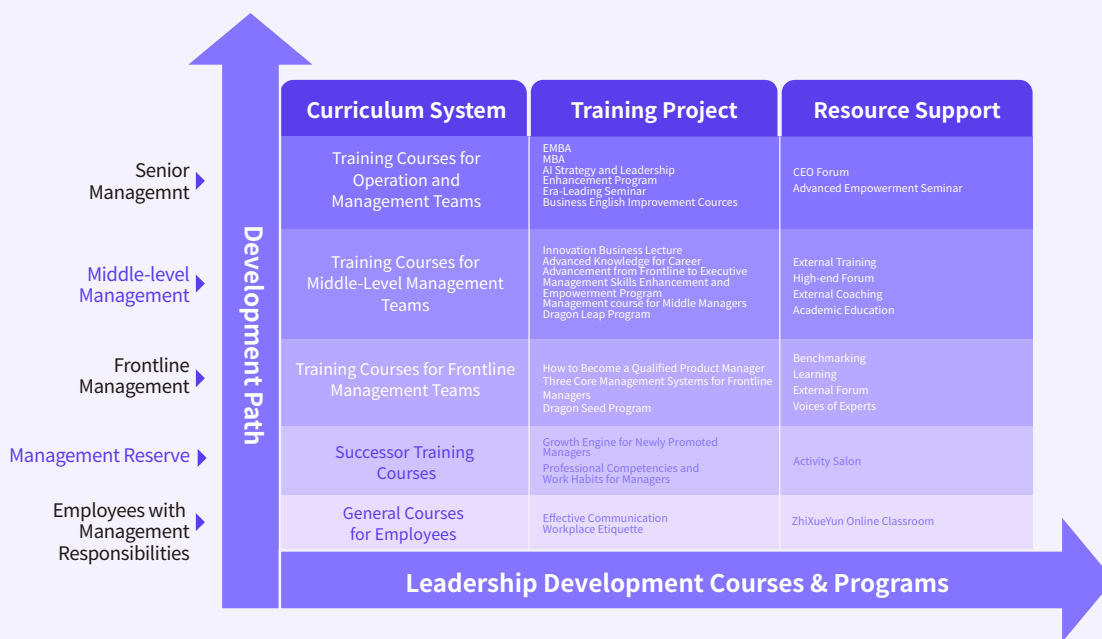 Curriculum System
Training Project
Resource Support
Senior
Managemnt
Training Courses for
Operation and
Management Teams
EMBA
MBA
AI Strategy and Leadership
Enhancement Program
Era-Leading Seminar
Business English Improvement Cources
CEO Forum
Advanced Empowerment Seminar
Development Path
Middle-level
Management
Training Courses for
Middle-Level Management
Teams
Innovation Business Lecture
Advanced Knowledge for Career
Advancement from Frontline to Executive
Management Skills Enhancement and
Empowerment Program
Management course for Middle Managers
Dragon Leap Program
External Training
High-end Forum
External Coaching
Academic Education
Frontline
Management
Training Courses for Frontline
Management Teams
How to Become a Qualified Product Manager
Three Core Management Systems for Frontline
Managers
Dragon Seed Program
Benchmarking
Learning
External Forum
Voices of Experts
Management Reserve
Successor Training
Courses
Growth Engine for Newly Promoted
Managers
Professional Competencies and
Work Habits for Managers
Activity Salon
Employees with
Management
Responsibilities
General Courses
for Employees
Effective Communication
Workplace Etiquette
ZhiXueYun Online Classroom
Leadership Development Courses & Programs